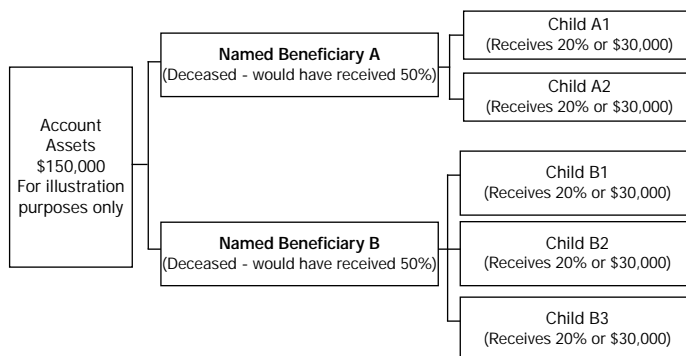 Account
Assets
$150,000
For illustration
purposes only
Named Beneficiary A
(Deceased - would have received 50%)
Child A1
(Receives 20% or $30,000)
Child A2
(Receives 20% or $30,000)
Named Beneficiary B
(Deceased - would have received 50%)
Child B1
(Receives 20% or $30,000)
Child B2
(Receives 20% or $30,000)
Child B3
(Receives 20% or $30,000)